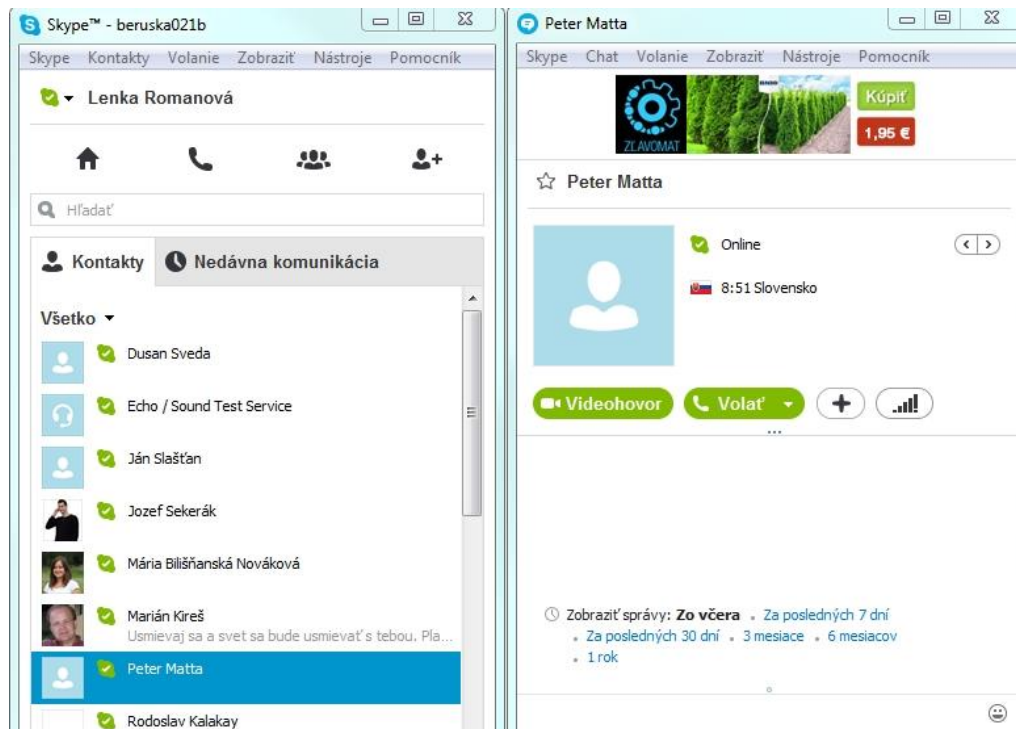 Skype™ - beruska021b
Skype Kontakty Volanie Zobraziť Nástroje Pomocník
Lenka Romanová
Hľadať
Kontakty Nedávna komunikácia
Všetko
Dusan Sveda
Echo / Sound Test Service
Ján Slašťan
Jozef Sekerák
Mária Bilišňanská Nováková
Marián Kireš
Usmievaj sa a svet sa bude usmievať s tebou. Pla...
Peter Matta
Rodoslav Kalakay
Peter Matta
Skype Chat Volanie Zobraziť Nástroje Pomocník
ZĽAVOMAT
Kúpiť
1,95 €
Peter Matta
Online
8:51 Slovensko
Videohovor Volať
Zobraziť správy: Zo včera Za posledných 7 dní
Za posledných 30 dní 3 mesiace 6 mesiacov
1 rok